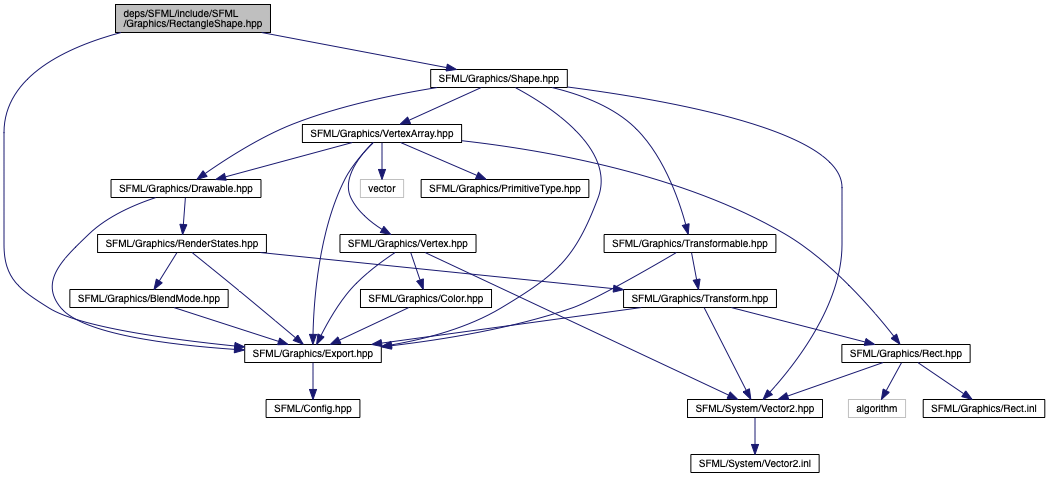 deps/SFML/include/SFML
/Graphics/RectangleShape.hpp
SFML/Graphics/Shape.hpp
SFML/Graphics/VertexArray.hpp
SFML/Graphics/Drawable.hpp
vector
SFML/Graphics/PrimitiveType.hpp
SFML/Graphics/RenderStates.hpp
SFML/Graphics/Vertex.hpp
SFML/Graphics/Transformable.hpp
SFML/Graphics/BlendMode.hpp
SFML/Graphics/Color.hpp
SFML/Graphics/Transform.hpp
SFML/Graphics/Export.hpp
SFML/Graphics/Rect.hpp
SFML/Config.hpp
SFML/System/Vector2.hpp
algorithm
SFML/Graphics/Rect.inl
SFML/System/Vector2.inl